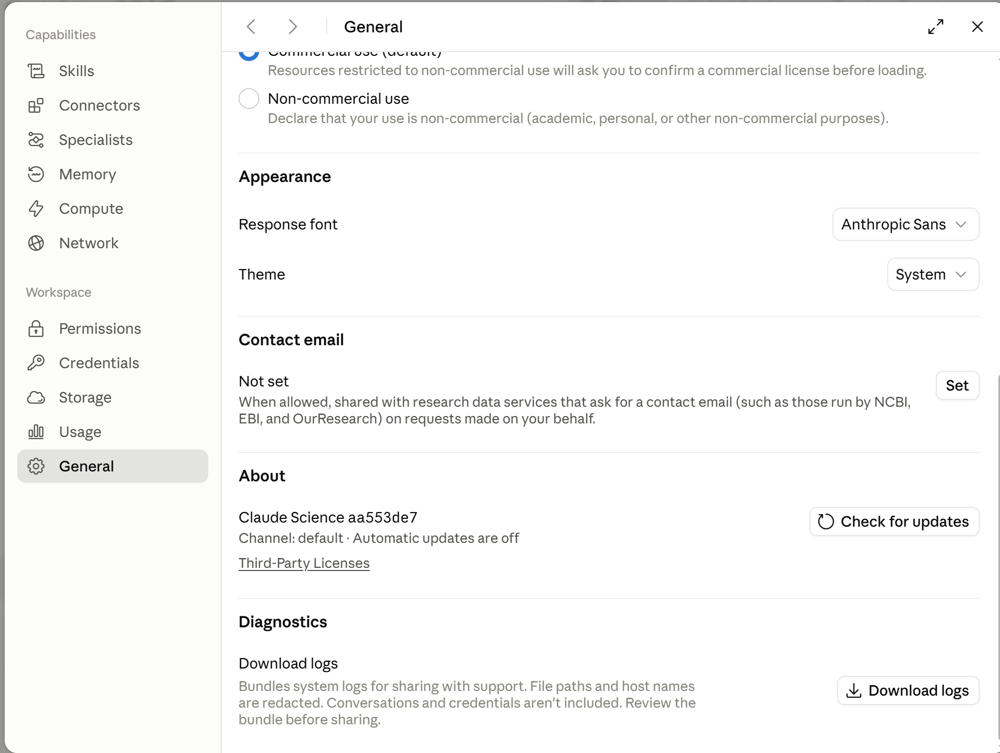 Capabilities
Skills
Connectors
Specialists
Memory
Compute
Network
Workspace
Permissions
Credentials
Storage
Usage
General
General
Commercial use (default)
Resources restricted to non-commercial use will ask you to confirm a commercial license before loading.
Non-commercial use
Declare that your use is non-commercial (academic, personal, or other non-commercial purposes).
Appearance
Response font
Anthropic Sans
Theme
System
Contact email
Not set
Set
When allowed, shared with research data services that ask for a contact email (such as those run by NCBI,
EBI, and OurResearch) on requests made on your behalf.
About
Claude Science aa553de7
Check for updates
Channel: default · Automatic updates are off
Third-Party Licenses
Diagnostics
Download logs
Bundles system logs for sharing with support. File paths and host names
are redacted. Conversations and credentials aren't included. Review the
bundle before sharing.
Download logs